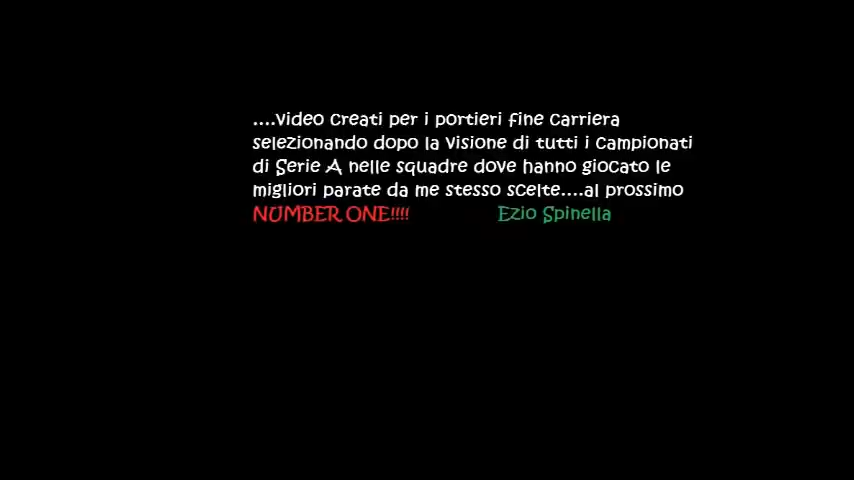 ....video creati per i portieri fine carriera
selezionando dopo la visione di tutti i campionati
di Serie A nelle squadre dove hanno giocato le
migliori parate da me stesso scelte....al prossimo
NUMBER ONE!!!! Ezio Spinella